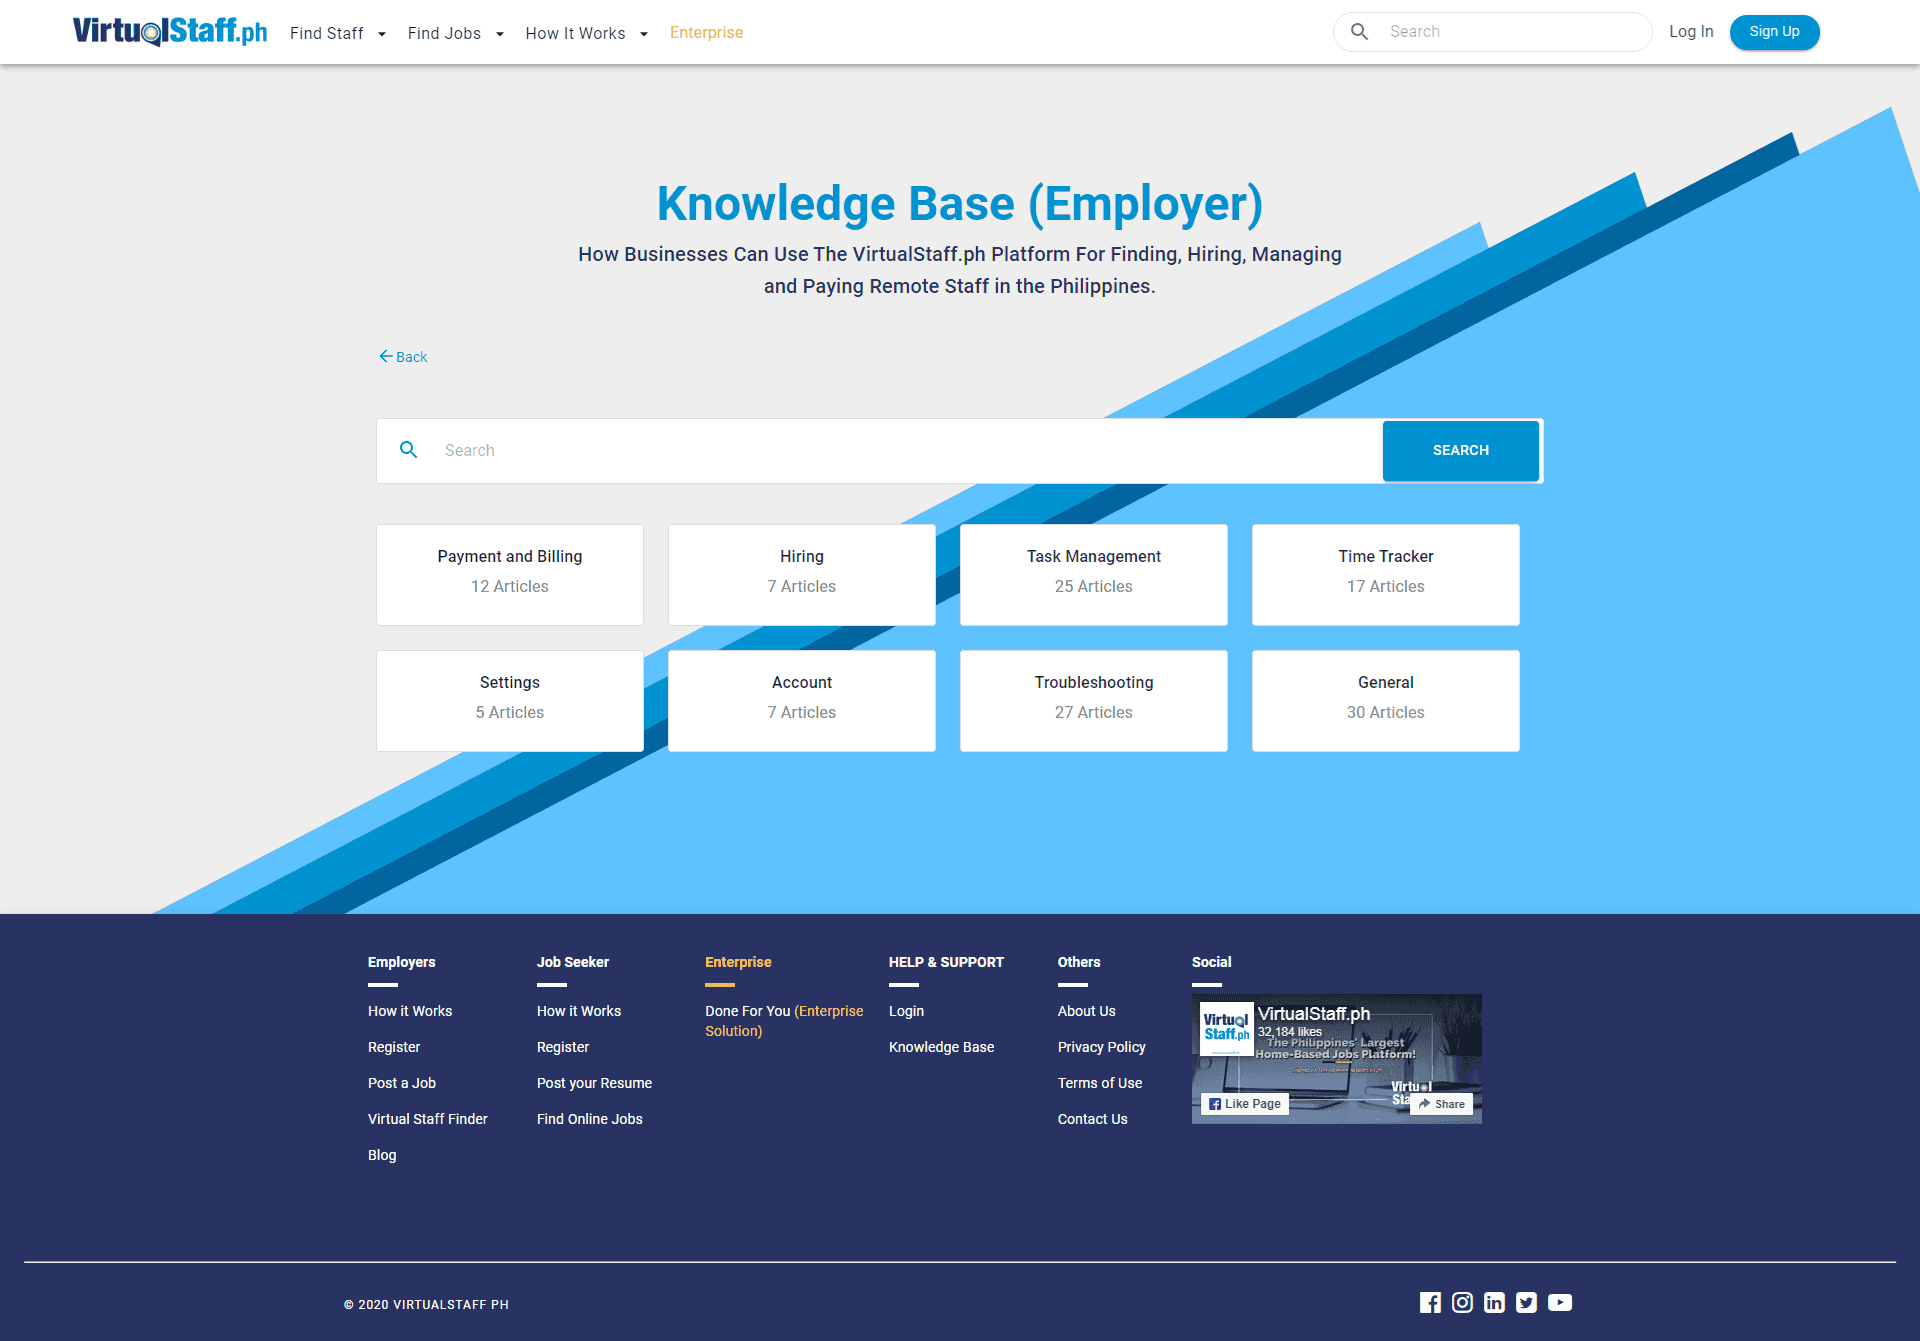 VirtualStaff.ph
Find Staff
Find Jobs
How It Works
Enterprise
Search
Log In
Sign Up
Knowledge Base (Employer)
How Businesses Can Use The VirtualStaff.ph Platform For Finding, Hiring, Managing
and Paying Remote Staff in the Philippines.
Back
Search
SEARCH
Payment and Billing
12 Articles
Hiring
7 Articles
Task Management
25 Articles
Time Tracker
17 Articles
Settings
5 Articles
Account
7 Articles
Troubleshooting
27 Articles
General
30 Articles
Employers
How it Works
Register
Post a Job
Virtual Staff Finder
Blog
Job Seeker
How it Works
Register
Post your Resume
Find Online Jobs
Enterprise
Done For You (Enterprise
Solution)
HELP & SUPPORT
Login
Knowledge Base
Others
About Us
Privacy Policy
Terms of Use
Contact Us
Social
Virtual
Staff.ph
VirtualStaff.ph
32,184 likes
The Philippines' Largest
Home-Based Jobs Platform!
Virtual
Sta
Like Page
Share
© 2020 VIRTUALSTAFF PH